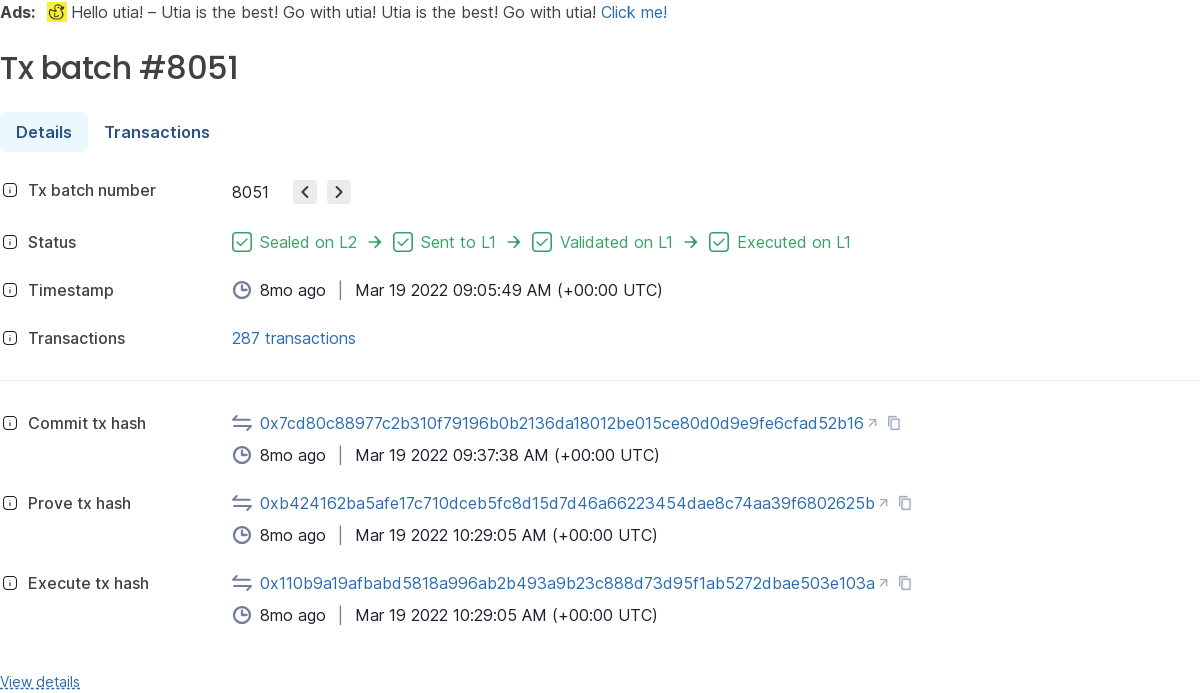 Ads: Hello utia! – Utia is the best! Go with utia! Utia is the best! Go with utia! Click me!
Tx batch #8051
Details Transactions
Tx batch number 8051
Status Sealed on L2 → Sent to L1 → Validated on L1 → Executed on L1
Timestamp 8mo ago | Mar 19 2022 09:05:49 AM (+00:00 UTC)
Transactions 287 transactions
Commit tx hash 0x7cd80c88977c2b310f79196b0b2136da18012be015ce80d0d9e9fe6cfad52b16
8mo ago | Mar 19 2022 09:37:38 AM (+00:00 UTC)
Prove tx hash 0xb424162ba5afe17c710dceb5fc8d15d7d46a66223454dae8c74aa39f6802625b
8mo ago | Mar 19 2022 10:29:05 AM (+00:00 UTC)
Execute tx hash 0x110b9a19afbabd5818a996ab2b493a9b23c888d73d95f1ab5272dbae503e103a
8mo ago | Mar 19 2022 10:29:05 AM (+00:00 UTC)
View details